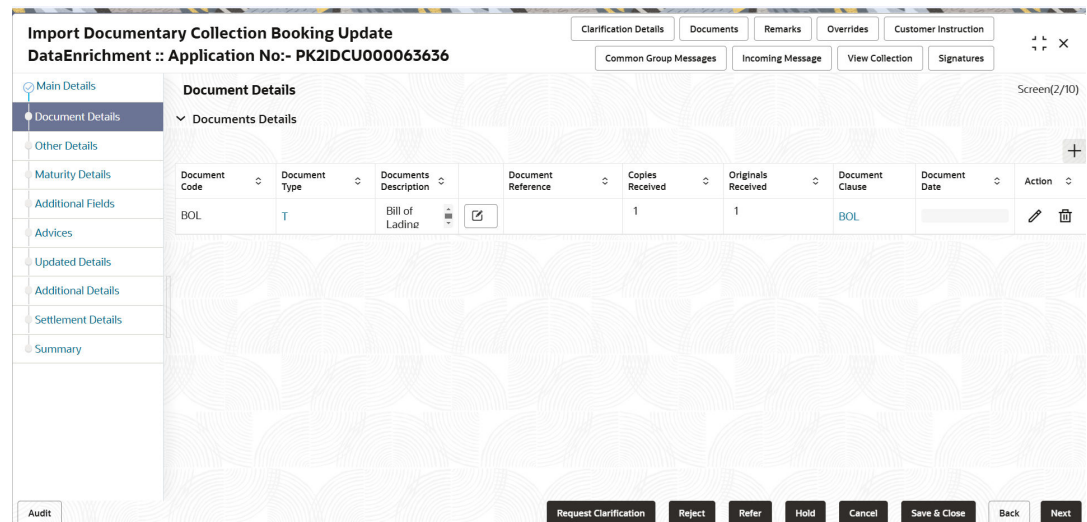 Import Documentary Collection Booking Update
DataEnrichment :: Application No:- PK2IDCU000063636
Clarification Details
Documents
Remarks
Overrides
Customer Instruction
Common Group Messages
Incoming Message
View Collection
Signatures
Main Details
Document Details
Other Details
Maturity Details
Additional Fields
Advices
Updated Details
Additional Details
Settlement Details
Summary
Document Details
Screen(2/10)
Documents Details
Document Code
Document Type
Documents Description
Document Reference
Copies Received
Originals Received
Document Clause
Document Date
Action
BOL
T
Bill of
Lading
1
1
BOL
Audit
Request Clarification
Reject
Refer
Hold
Cancel
Save & Close
Back
Next